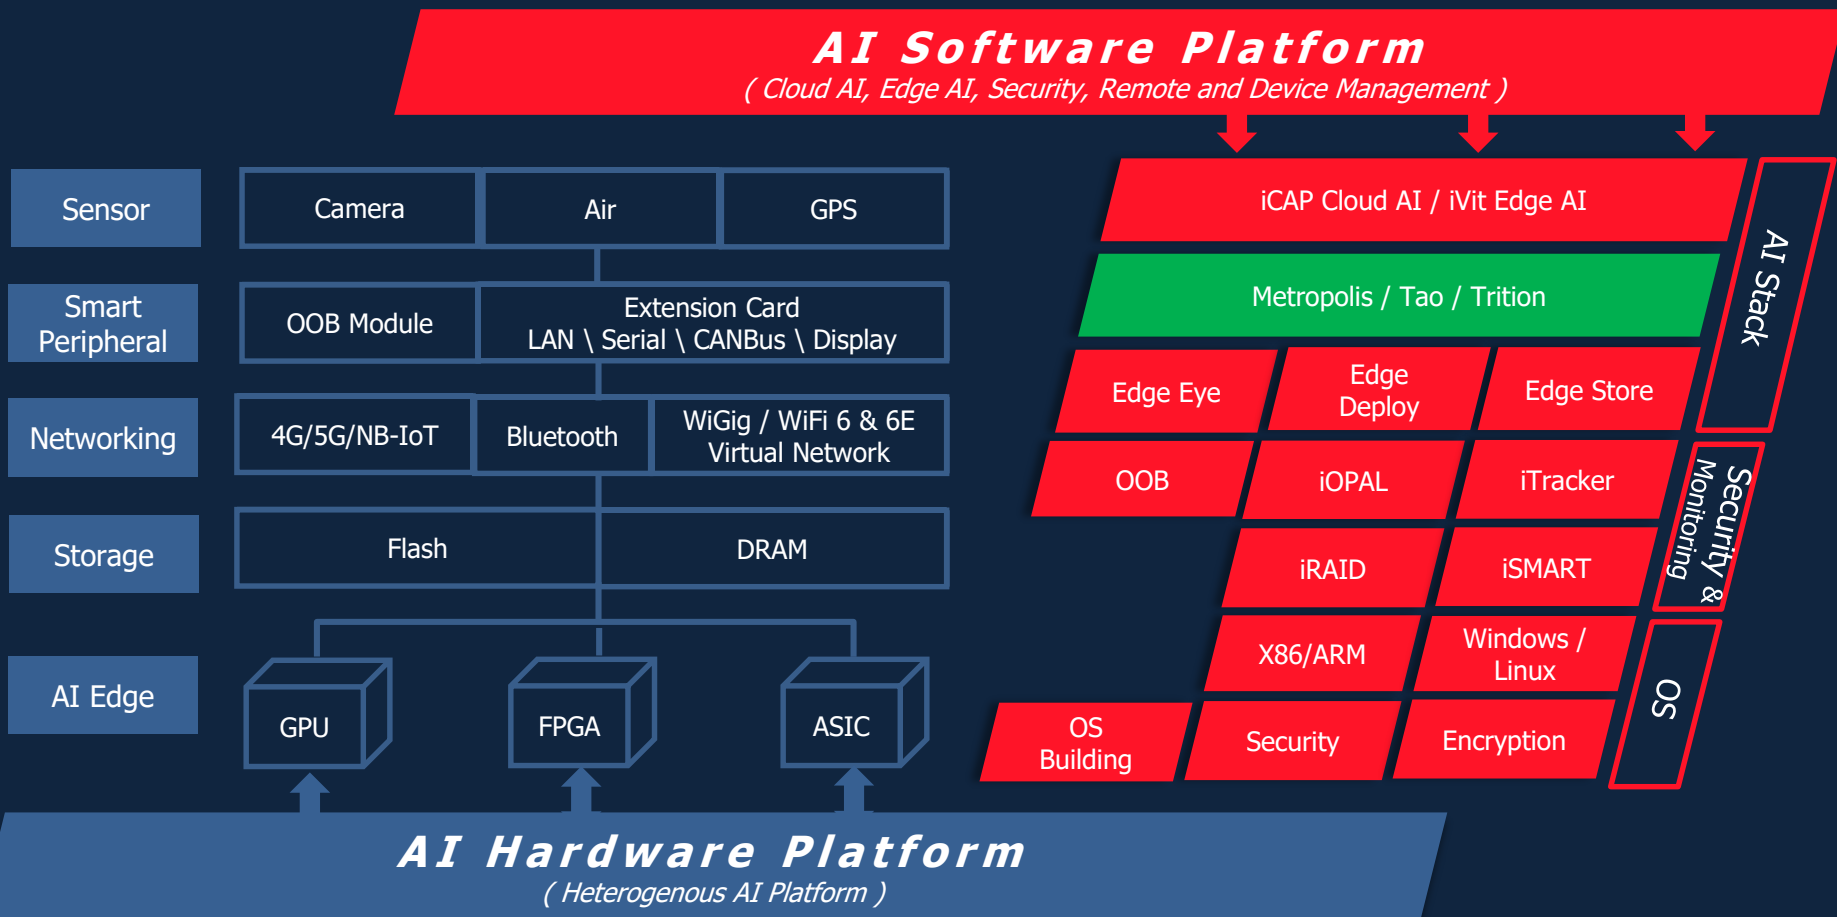 AI Software Platform
( Cloud AI, Edge AI, Security, Remote and Device Management )
Sensor
Camera
Air
GPS
Smart
Peripheral
OOB Module
Extension Card
LAN \ Serial \ CANBus \ Display
Networking
4G/5G/NB-IoT
Bluetooth
WiGig / WiFi 6 & 6E
Virtual Network
Storage
Flash
DRAM
AI Edge
GPU
FPGA
ASIC
iCAP Cloud AI / iVit Edge AI
Metropolis / Tao / Trition
Edge Eye
Edge
Deploy
Edge Store
AI Stack
OOB
iOPAL
iTracker
iRAID
iSMART
Security &
Monitoring
X86/ARM
Windows /
Linux
OS
Building
Security
Encryption
OS
AI Hardware Platform
( Heterogenous AI Platform )